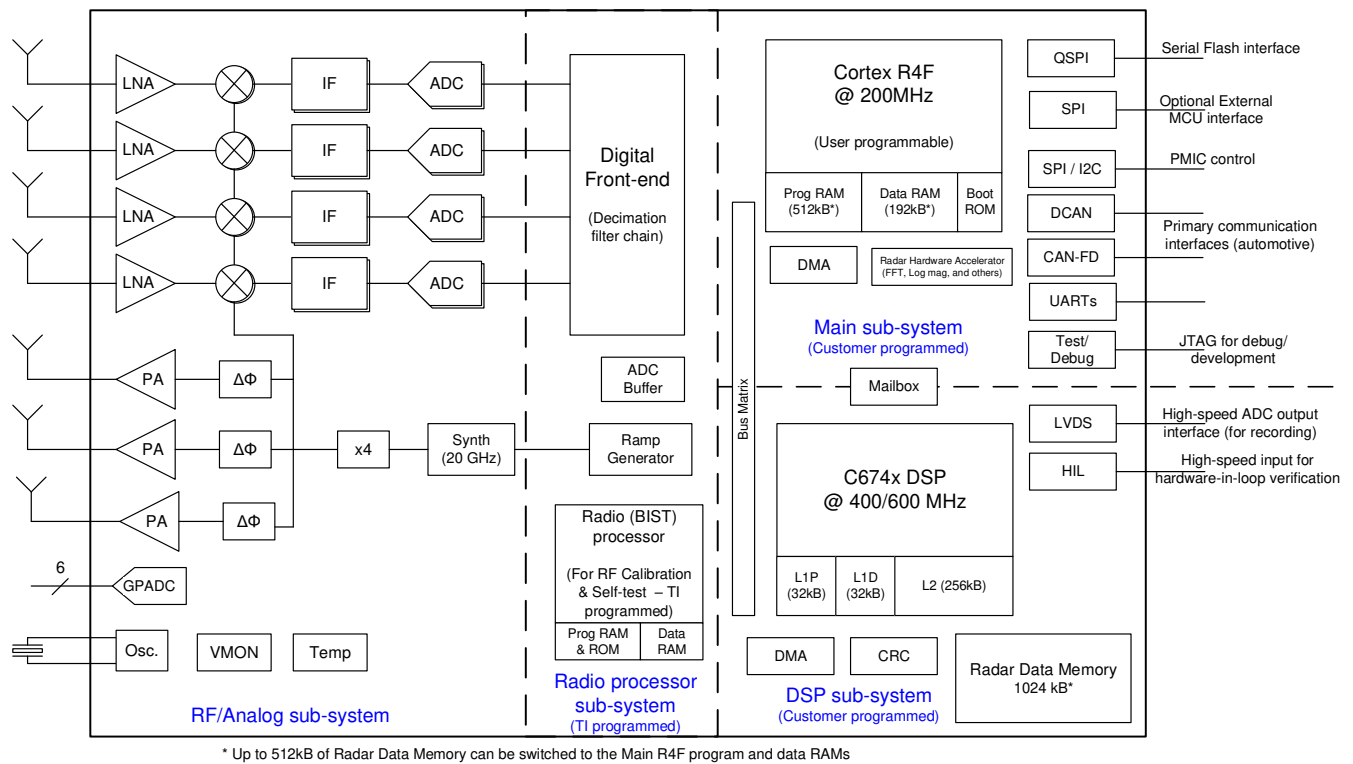 LNA
IF
ADC
LNA
IF
ADC
LNA
IF
ADC
LNA
IF
ADC
Digital
Front-end
(Decimation
filter chain)
PA
ΔΦ
PA
ΔΦ
PA
ΔΦ
x4
Synth
(20 GHz)
ADC
Buffer
Ramp
Generator
6
GPADC
Osc.
VMON
Temp
RF/Analog sub-system
Radio (BIST)
processor
(For RF Calibration
& Self-test – TI
programmed)
Prog RAM
& ROM
Data
RAM
Radio processor
sub-system
(TI programmed)
Cortex R4F
@ 200MHz
(User programmable)
Prog RAM
(512kB*)
Data RAM
(192kB*)
Boot
ROM
DMA
Radar Hardware Accelerator
(FFT, Log mag, and others)
Main sub-system
(Customer programmed)
Bus Matrix
Mailbox
QSPI
Serial Flash interface
SPI
Optional External
MCU interface
SPI / I2C
PMIC control
DCAN
Primary communication
interfaces (automotive)
CAN-FD
UARTs
Test/
Debug
JTAG for debug/
development
LVDS
High-speed ADC output
interface (for recording)
HIL
High-speed input for
hardware-in-loop verification
C674x DSP
@ 400/600 MHz
L1P
(32kB)
L1D
(32kB)
L2 (256kB)
DMA
CRC
Radar Data Memory
1024 kB*
DSP sub-system
(Customer programmed)
* Up to 512kB of Radar Data Memory can be switched to the Main R4F program and data RAMs